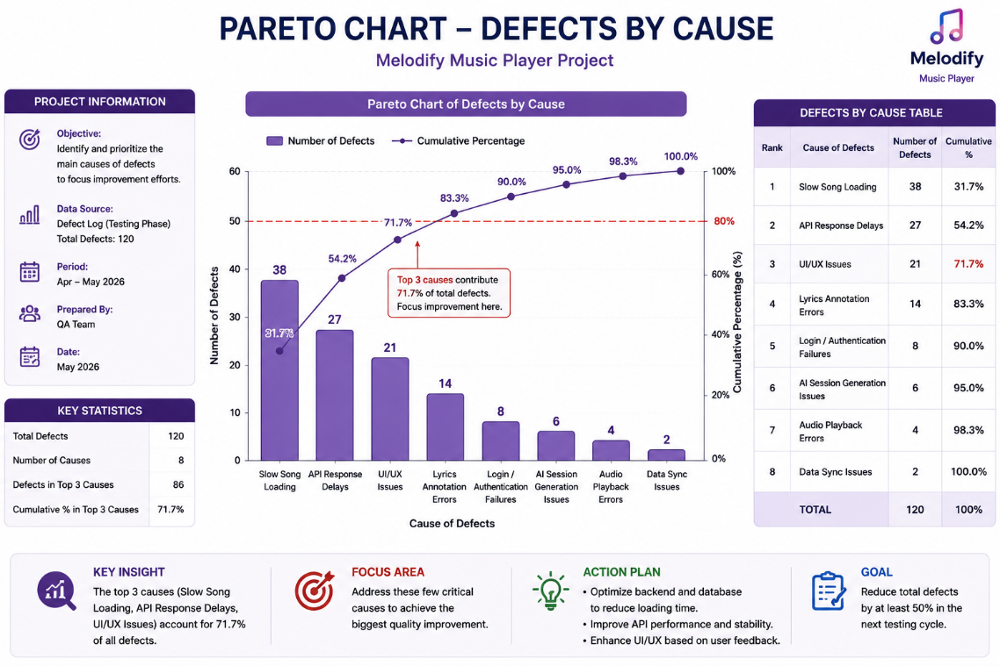 PARETO CHART – DEFECTS BY CAUSE
Melodify Music Player Project
Melodify
Music Player
PROJECT INFORMATION
Objective:
Identify and prioritize the
main causes of defects
to focus improvement efforts.
Data Source:
Defect Log (Testing Phase)
Total Defects: 120
Period:
Apr – May 2026
Prepared By:
QA Team
Date:
May 2026
KEY STATISTICS
Total Defects 120
Number of Causes 8
Defects in Top 3 Causes 86
Cumulative % in Top 3 Causes 71.7%
Pareto Chart of Defects by Cause
Number of Defects Cumulative Percentage
Number of Defects
60
50
40
30
20
10
0
38
27
21
14
8
6
4
2
31.7%
54.2%
71.7%
83.3%
90.0%
95.0%
98.3%
100.0%
Top 3 causes contribute
71.7% of total defects.
Focus improvement here.
100%
80%
60%
40%
20%
0%
Cumulative Percentage (%)
Slow Song
Loading
API Response
Delays
UI/UX
Issues
Lyrics
Annotation
Errors
Login /
Authentication
Failures
AI Session
Generation
Issues
Audio
Playback
Errors
Data Sync
Issues
Cause of Defects
DEFECTS BY CAUSE TABLE
Rank Cause of Defects Number of Defects Cumulative %
1 Slow Song Loading 38 31.7%
2 API Response Delays 27 54.2%
3 UI/UX Issues 21 71.7%
4 Lyrics Annotation Errors 14 83.3%
5 Login / Authentication Failures 8 90.0%
6 AI Session Generation Issues 6 95.0%
7 Audio Playback Errors 4 98.3%
8 Data Sync Issues 2 100.0%
TOTAL 120 100%
KEY INSIGHT
The top 3 causes (Slow Song
Loading, API Response Delays,
UI/UX Issues) account for 71.7%
of all defects.
FOCUS AREA
Address these few critical
causes to achieve the
biggest quality improvement.
ACTION PLAN
• Optimize backend and database
to reduce loading time.
• Improve API performance and stability.
• Enhance UI/UX based on user feedback.
GOAL
Reduce total defects
by at least 50% in the
next testing cycle.